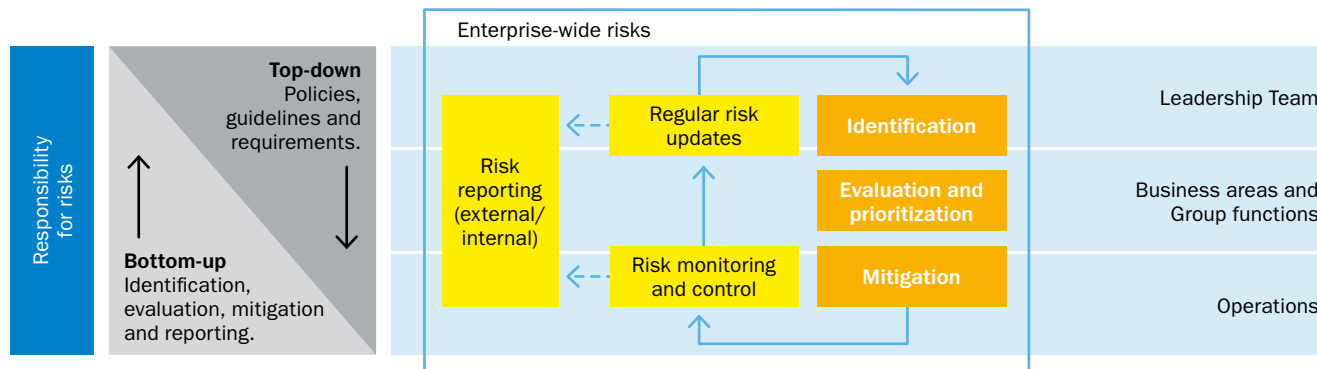 Enterprise-wide risks
Responsibility
for risks
Top-down
Policies,
guidelines and
requirements.
Bottom-up
Identification,
evaluation, mitigation
and reporting.
Risk
reporting
(external/
internal)
Regular risk
updates
Risk monitoring
and control
Identification
Evaluation and
prioritization
Mitigation
Leadership Team
Business areas and
Group functions
Operations